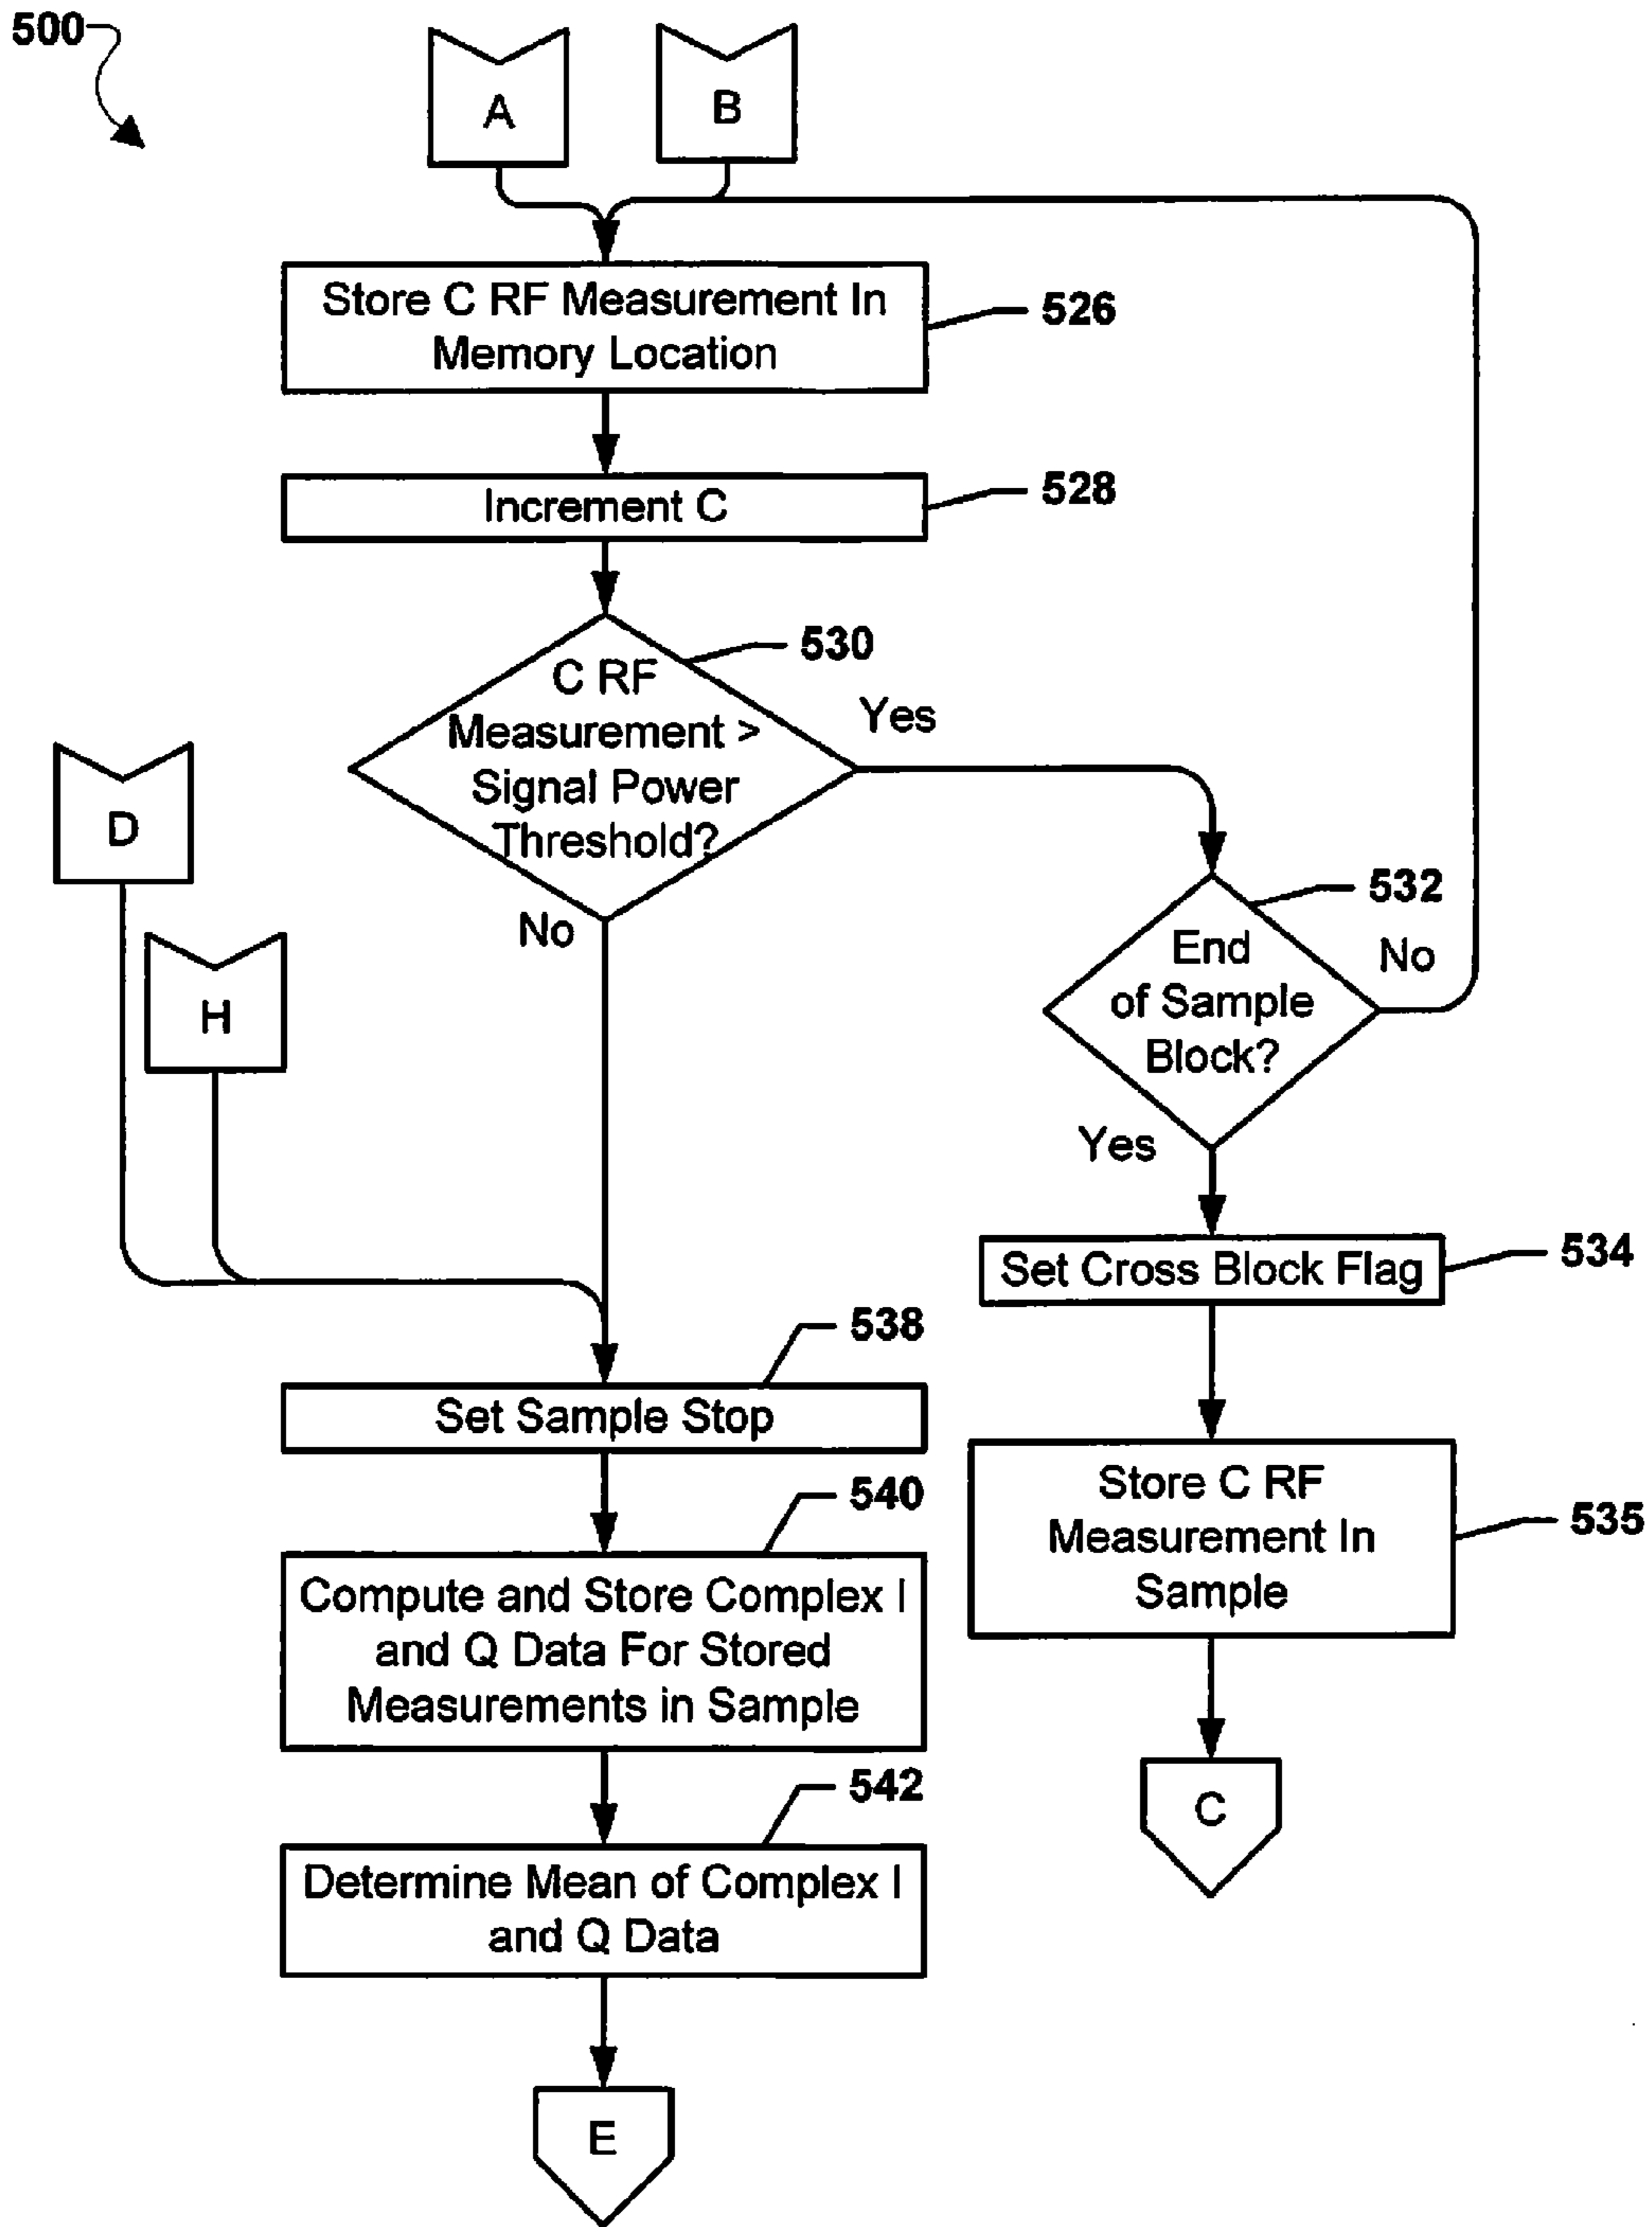 500
A
B
Store C RF Measurement In
Memory Location
526
Increment C
528
530
C RF
Measurement >
Signal Power
Threshold?
Yes
No
D
H
532
End
of Sample
Block?
No
Yes
Set Cross Block Flag
534
538
Set Sample Stop
Store C RF
Measurement In
Sample
535
540
Compute and Store Complex I
and Q Data For Stored
Measurements in Sample
C
542
Determine Mean of Complex I
and Q Data
E